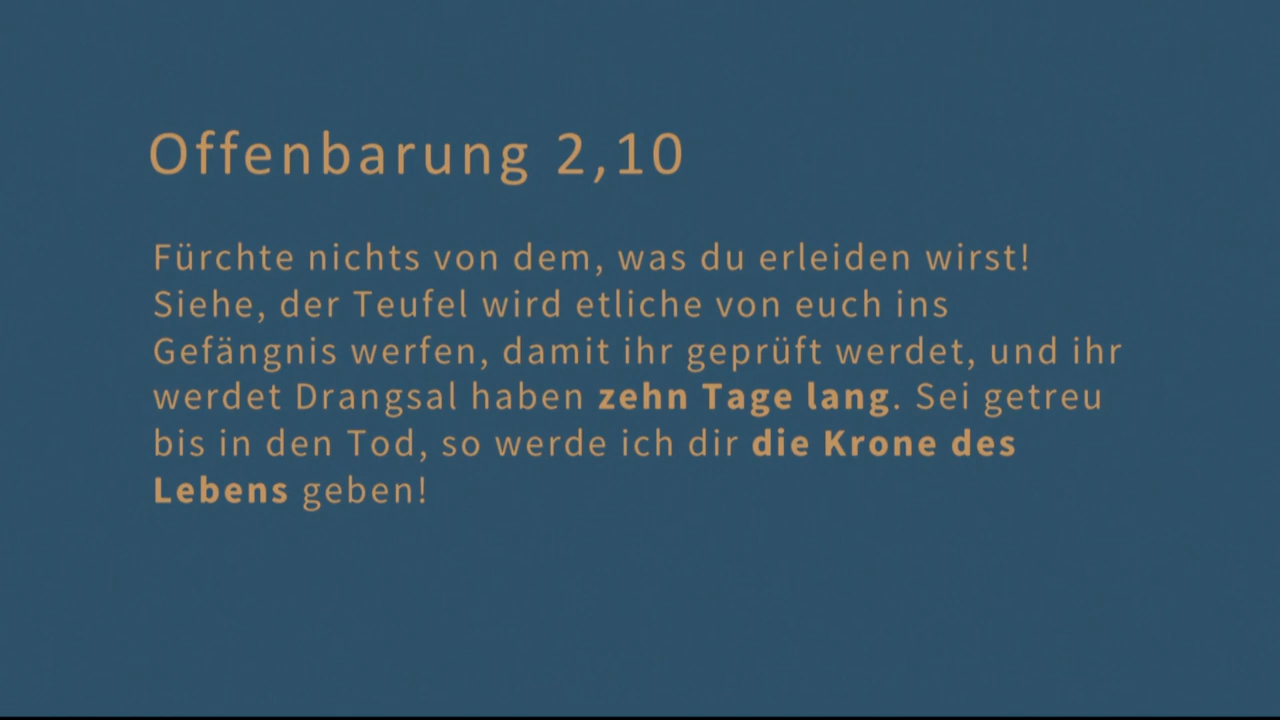 Offenbarung 2,10
Fürchte nichts von dem, was du erleiden wirst!
Siehe, der Teufel wird etliche von euch ins
Gefängnis werfen, damit ihr geprüft werdet, und ihr
werdet Drangsal haben zehn Tage lang. Sei getreu
bis in den Tod, so werde ich dir die Krone des
Lebens geben!